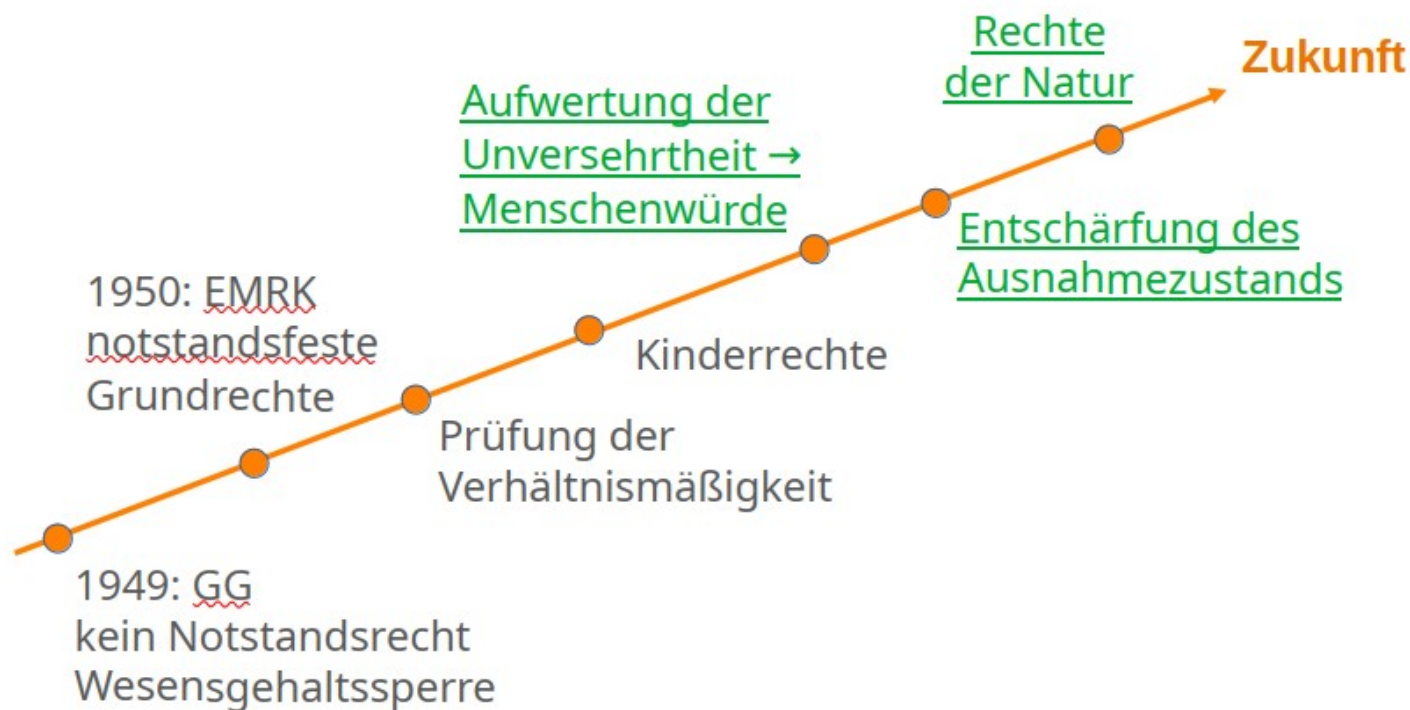 Rechte
der Natur
Zukunft
Aufwertung der
Unversehrtheit →
Menschenwürde
Entschärfung des
Ausnahmezustands
1950: EMRK
notstandsfeste
Grundrechte
Kinderrechte
Prüfung der
Verhältnismäßigkeit
1949: GG
kein Notstandsrecht
Wesensgehaltssperre